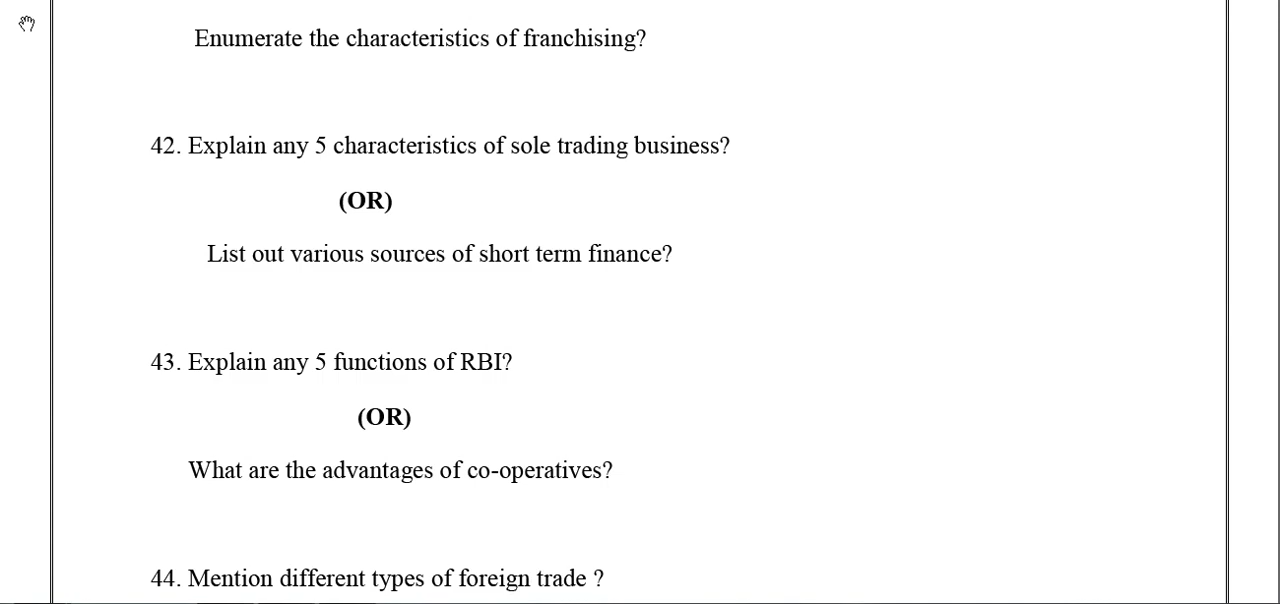 Enumerate the characteristics of franchising?
42. Explain any 5 characteristics of sole trading business?
(OR)
List out various sources of short term finance?
43. Explain any 5 functions of RBI?
(OR)
What are the advantages of co-operatives?
44. Mention different types of foreign trade ?